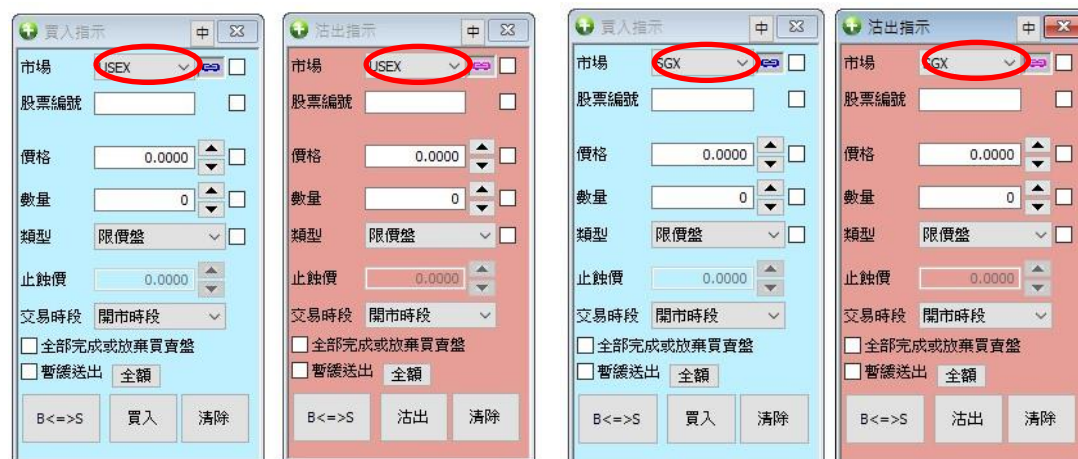 買入指示 中
市場 USEX
股票編號
價格 0.0000
數量 0
類型 限價盤
止蝕價 0.0000
交易時段 開市時段
全部完成或放棄買賣盤
暫緩送出 全額
B<=>S 買入 清除
沽出指示 中
市場 USEX
股票編號
價格 0.0000
數量 0
類型 限價盤
止蝕價 0.0000
交易時段 開市時段
全部完成或放棄買賣盤
暫緩送出 全額
B<=>S 沽出 清除
買入指示 中
市場 SGX
股票編號
價格 0.0000
數量 0
類型 限價盤
止蝕價 0.0000
交易時段 開市時段
全部完成或放棄買賣盤
暫緩送出 全額
B<=>S 買入 清除
沽出指示 中
市場 SGX
股票編號
價格 0.0000
數量 0
類型 限價盤
止蝕價 0.0000
交易時段 開市時段
全部完成或放棄買賣盤
暫緩送出 全額
B<=>S 沽出 清除